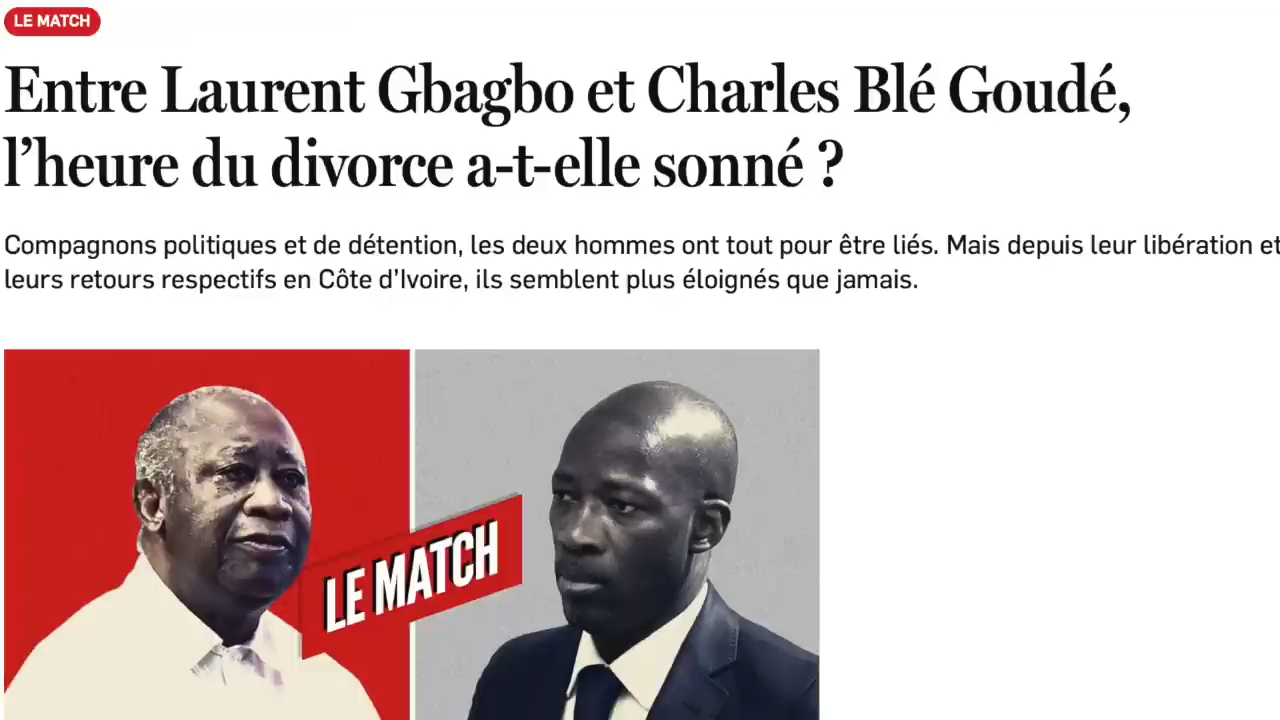 LE MATCH
Entre Laurent Gbagbo et Charles Blé Goudé,
l’heure du divorce a-t-elle sonné ?
Compagnons politiques et de détention, les deux hommes ont tout pour être liés. Mais depuis leur libération et
leurs retours respectifs en Côte d’Ivoire, ils semblent plus éloignés que jamais.
LE MATCH